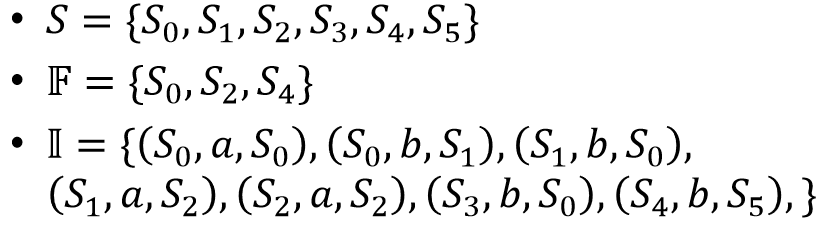 • S = {S₀, S₁, S₂, S₃, S₄, S₅}
• 𝔽 = {S₀, S₂, S₄}
• 𝕀 = {(S₀, a, S₀), (S₀, b, S₁), (S₁, b, S₀),
(S₁, a, S₂), (S₂, a, S₂), (S₃, b, S₀), (S₄, b, S₅), }